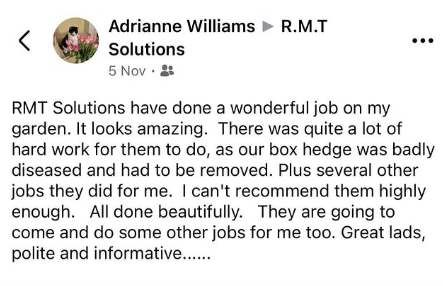 Adrianne Williams ▸ R.M.T
Solutions
5 Nov ·
RMT Solutions have done a wonderful job on my
garden. It looks amazing.  There was quite a lot of
hard work for them to do, as our box hedge was badly
diseased and had to be removed. Plus several other
jobs they did for me.  I can't recommend them highly
enough.   All done beautifully.   They are going to
come and do some other jobs for me too. Great lads,
polite and informative......